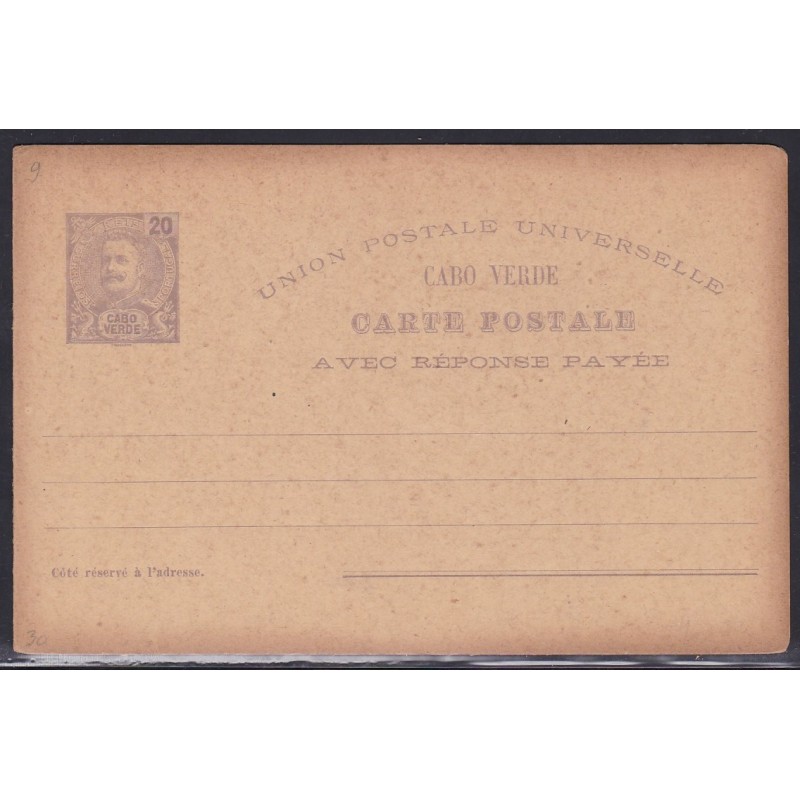 9
20
CABO
VERDE
UNION POSTALE UNIVERSELLE
CABO VERDE
CARTE POSTALE
AVEC RÉPONSE PAYÉE
Côté réservé à l'adresse.
30